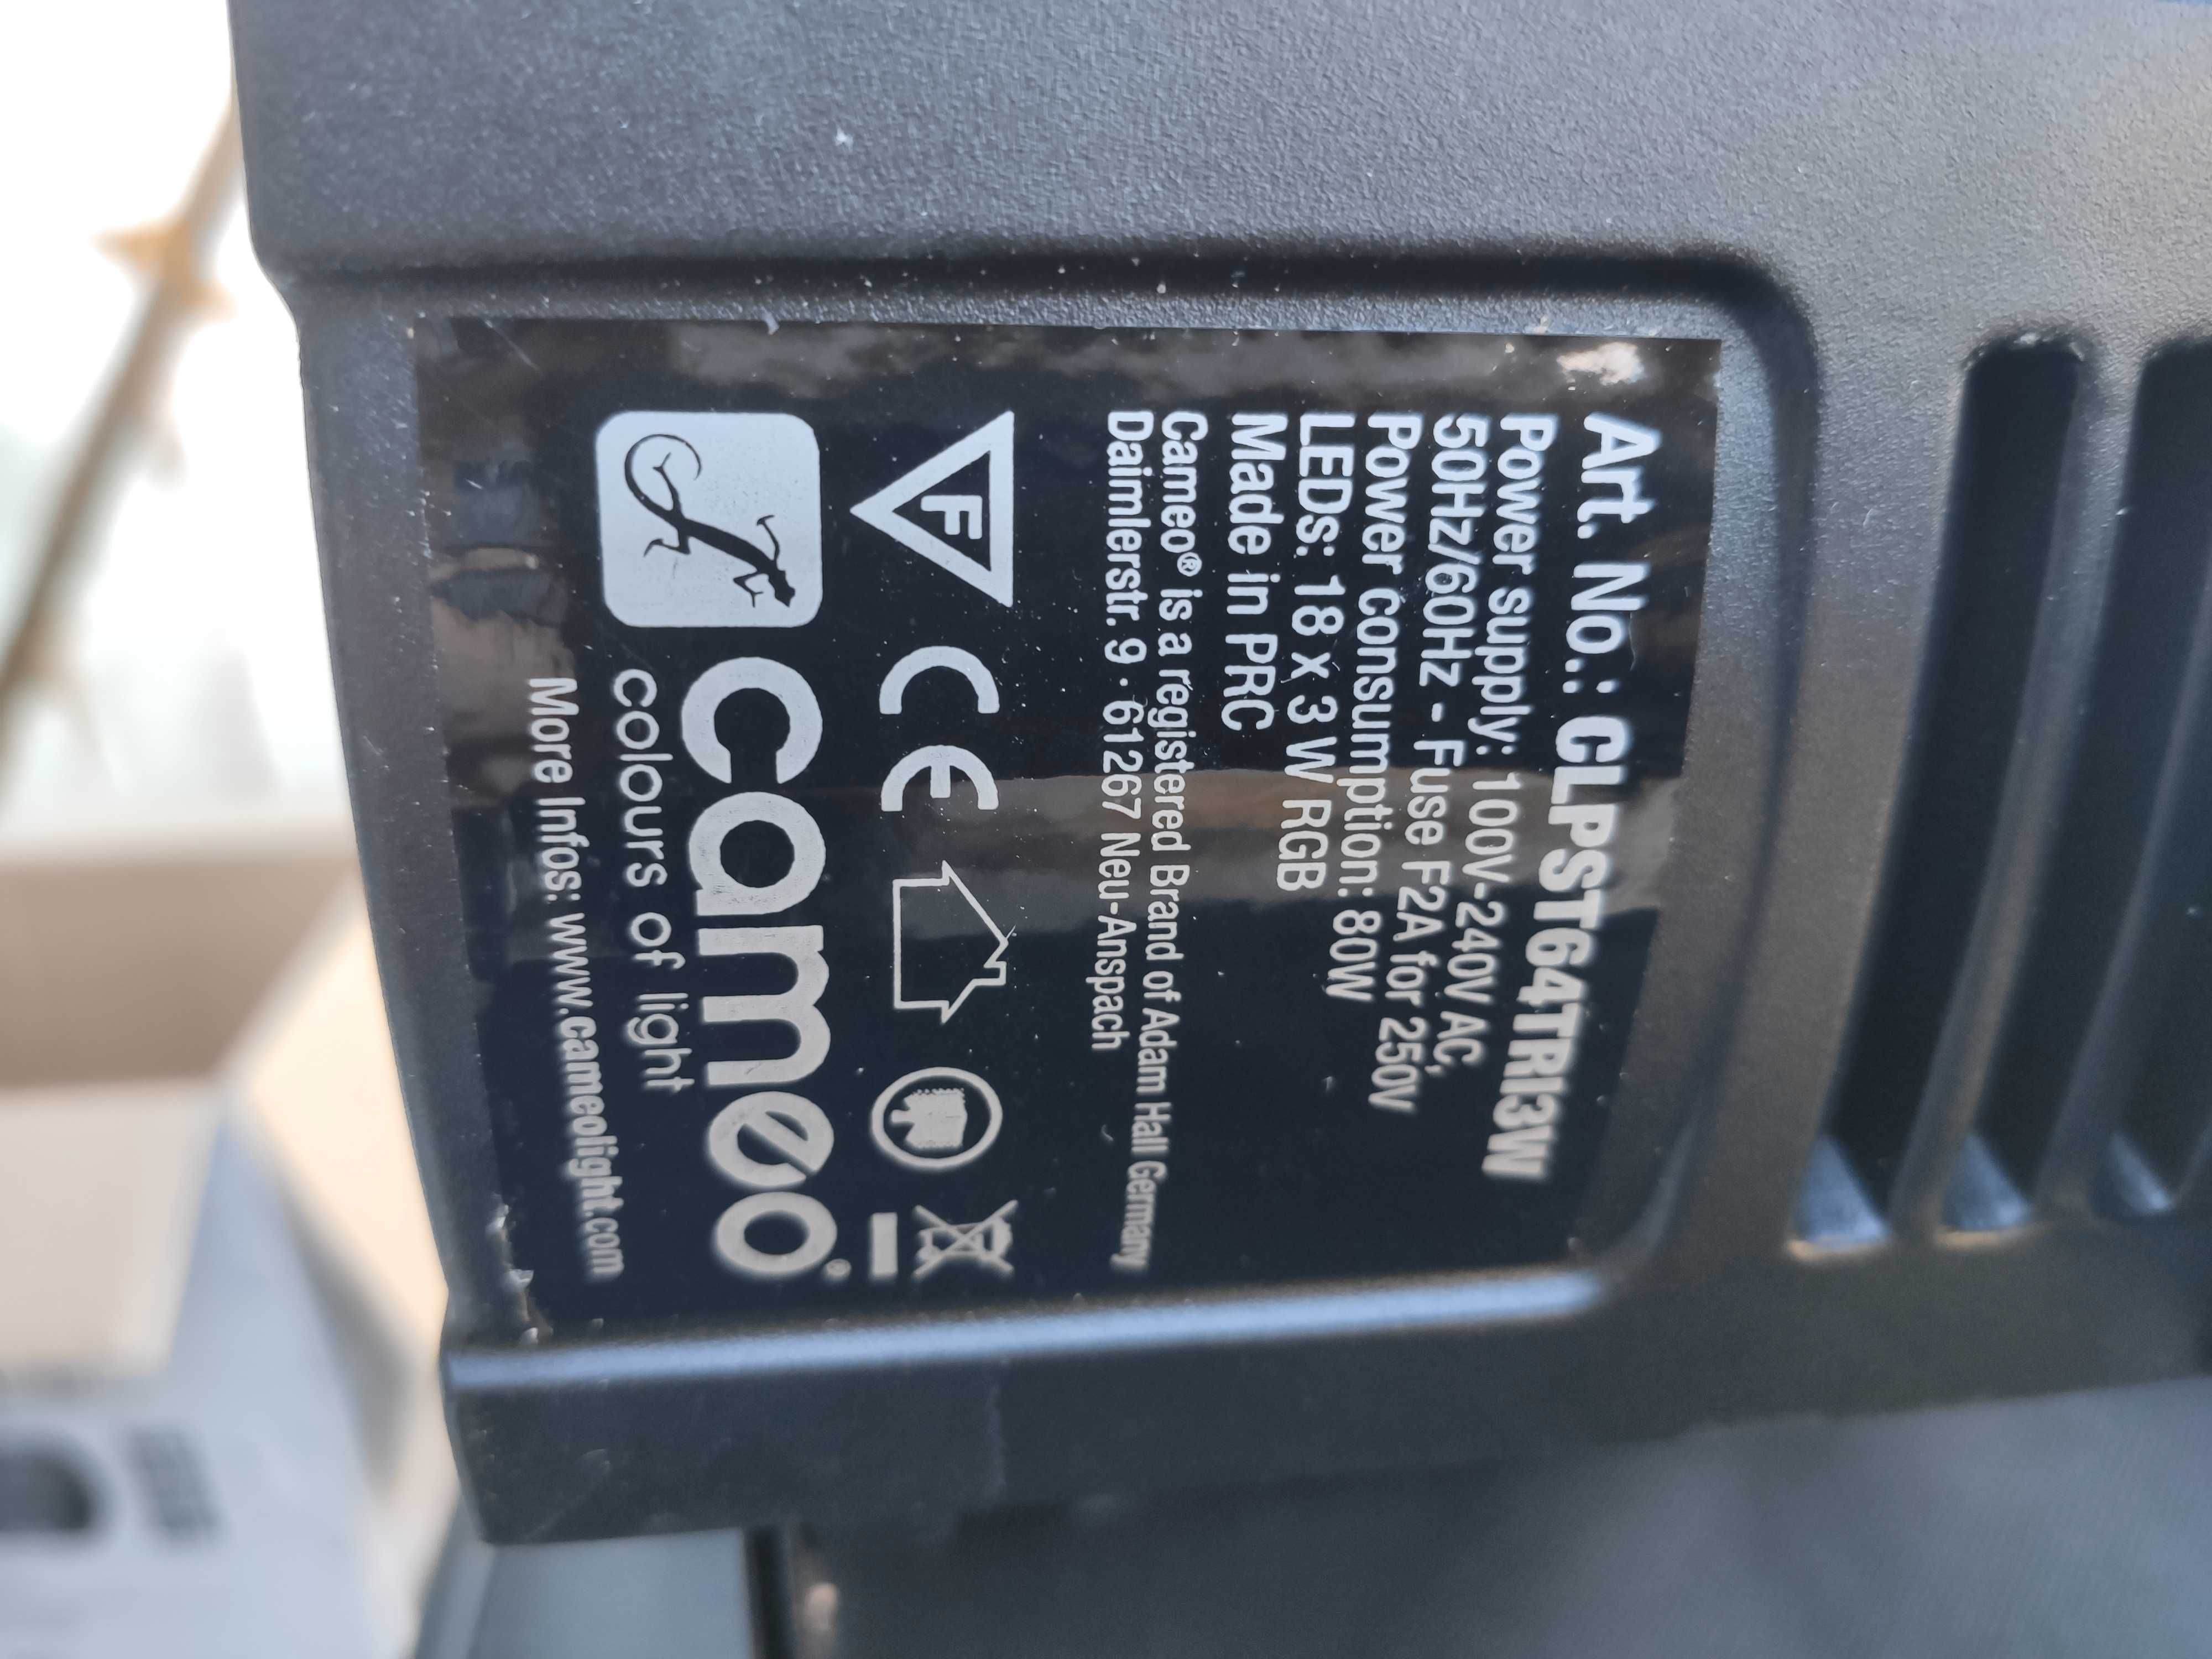 Art. No.: CLPST64TRI3W
Power supply: 100V-240V AC,
50Hz/60Hz - Fuse F2A for 250V
Power consumption: 80W
LEDs: 18 x 3 W RGB
Made in PRC
Cameo® is a registered Brand of Adam Hall Germany
Daimlerstr. 9 · 61267 Neu-Anspach
F CE
cameo®
colours of light
More Infos: www.cameolight.com